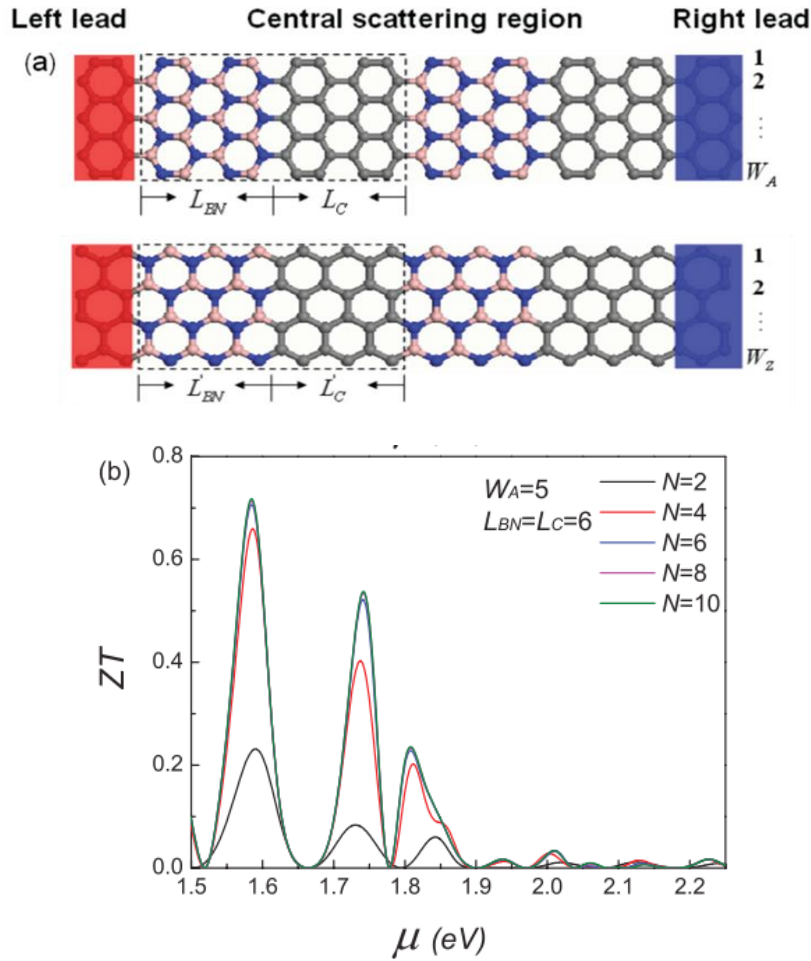 Left lead Central scattering region Right lead
(a)
1
2
⋮
W_A
L_BN L_C
1
2
⋮
W_Z
L'_BN L'_C
(b)
0.8
0.6
0.4
0.2
0.0
ZT
W_A=5
L_BN=L_C=6
N=2
N=4
N=6
N=8
N=10
1.5 1.6 1.7 1.8 1.9 2.0 2.1 2.2
μ (eV)